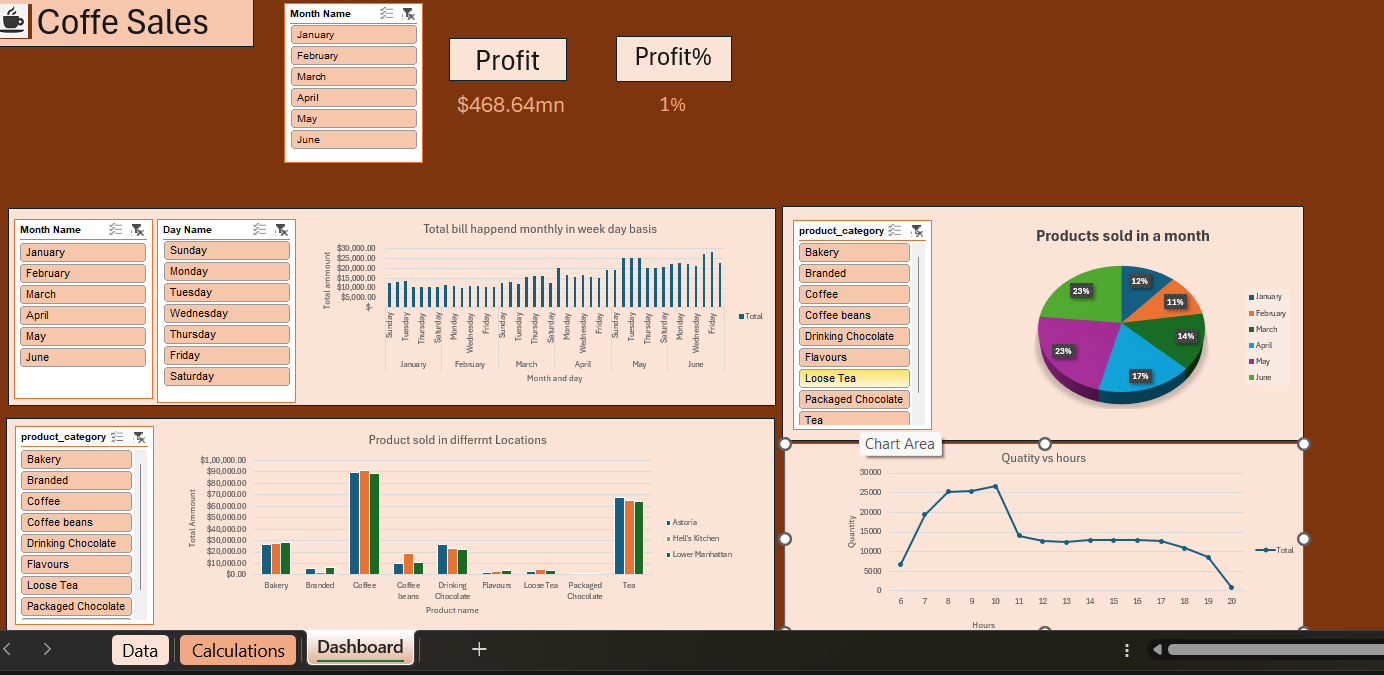 Coffe Sales
Month Name
January
February
March
April
May
June
Profit
$468.64mn
Profit%
1%
Month Name
January
February
March
April
May
June
Day Name
Sunday
Monday
Tuesday
Wednesday
Thursday
Friday
Saturday
Total bill happend monthly in week day basis
Total ammount
$30,000.00
$25,000.00
$20,000.00
$15,000.00
$10,000.00
$5,000.00
$-
Sunday Tuesday Thursday Saturday Monday Wednesday Friday Sunday Tuesday Thursday Saturday Monday Wednesday Friday Sunday Tuesday Thursday Saturday Monday Wednesday Friday
January February March April May June
Month and day
Total
product_category
Bakery
Branded
Coffee
Coffee beans
Drinking Chocolate
Flavours
Loose Tea
Packaged Chocolate
Tea
Products sold in a month
12%
11%
14%
17%
23%
23%
January
February
March
April
May
June
product_category
Bakery
Branded
Coffee
Coffee beans
Drinking Chocolate
Flavours
Loose Tea
Packaged Chocolate
Product sold in differrnt Locations
Total Ammount
$1,00,000.00
$90,000.00
$80,000.00
$70,000.00
$60,000.00
$50,000.00
$40,000.00
$30,000.00
$20,000.00
$10,000.00
$0.00
Bakery Branded Coffee Coffee beans Drinking Chocolate Flavours Loose Tea Packaged Chocolate Tea
Product name
Astoria
Hell's Kitchen
Lower Manhattan
Chart Area
Quatity vs hours
Quantity
30000
25000
20000
15000
10000
5000
0
6 7 8 9 10 11 12 13 14 15 16 17 18 19 20
Hours
Total
Data
Calculations
Dashboard